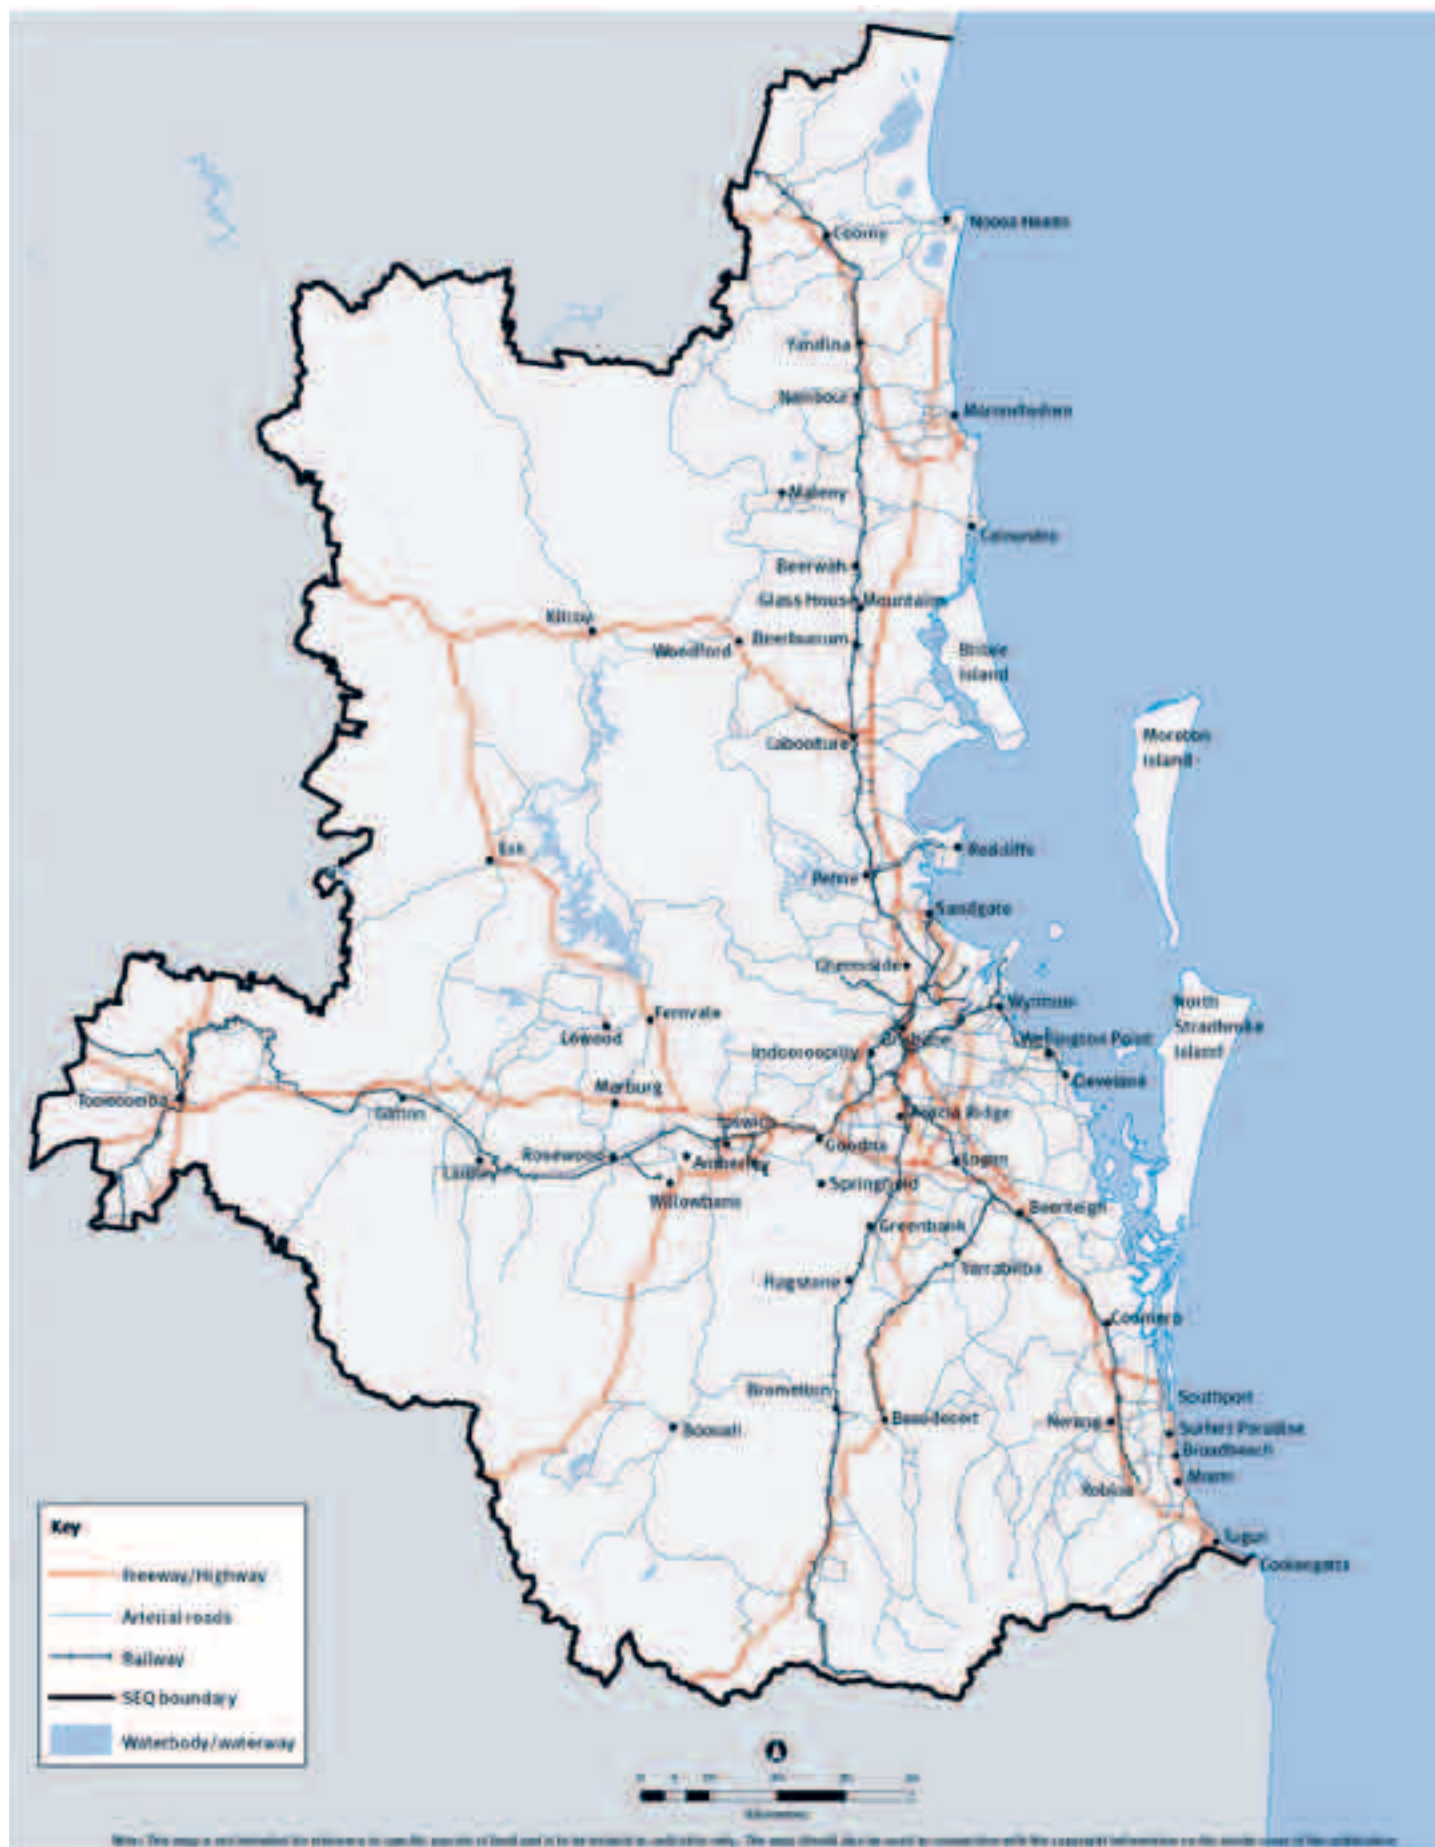 Noosa Heads
Cooroy
Yandina
Nambour
Maroochydore
Maleny
Caloundra
Beerwah
Glass House Mountains
Kilcoy
Woodford
Beerburrum
Bribie
Island
Caboolture
Moreton
Island
Esk
Redcliffe
Petrie
Sandgate
Chermside
Wynnum
North
Stradbroke
Island
Fernvale
Lowood
Brisbane
Indooroopilly
Wellington Point
Cleveland
Toowoomba
Gatton
Marburg
Acacia Ridge
Ipswich
Goodna
Logan
Rosewood
Amberley
Laidley
Springfield
Willowbank
Beenleigh
Greenbank
Yarrabilba
Flagstone
Coomera
Bromelton
Southport
Beaudesert
Nerang
Surfers Paradise
Broadbeach
Boonah
Miami
Robina
Tugun
Coolangatta
Key
Freeway/Highway
Arterial roads
Railway
SEQ boundary
Waterbody/waterway
Kilometres